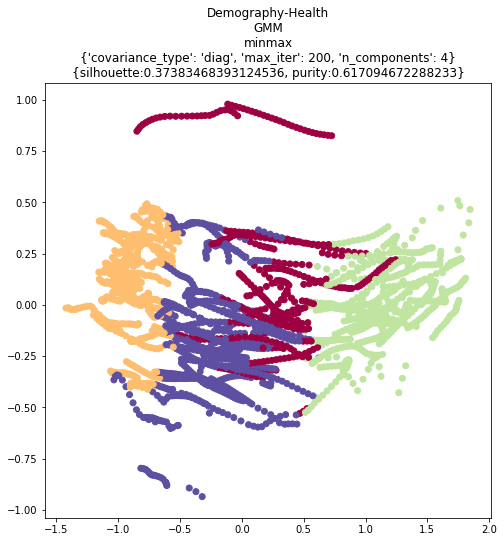 Demography-Health
GMM
minmax
{'covariance_type': 'diag', 'max_iter': 200, 'n_components': 4}
{silhouette:0.37383468393124536, purity:0.617094672288233}
1.00
0.75
0.50
0.25
0.00
−0.25
−0.50
−0.75
−1.00
−1.5 −1.0 −0.5 0.0 0.5 1.0 1.5 2.0